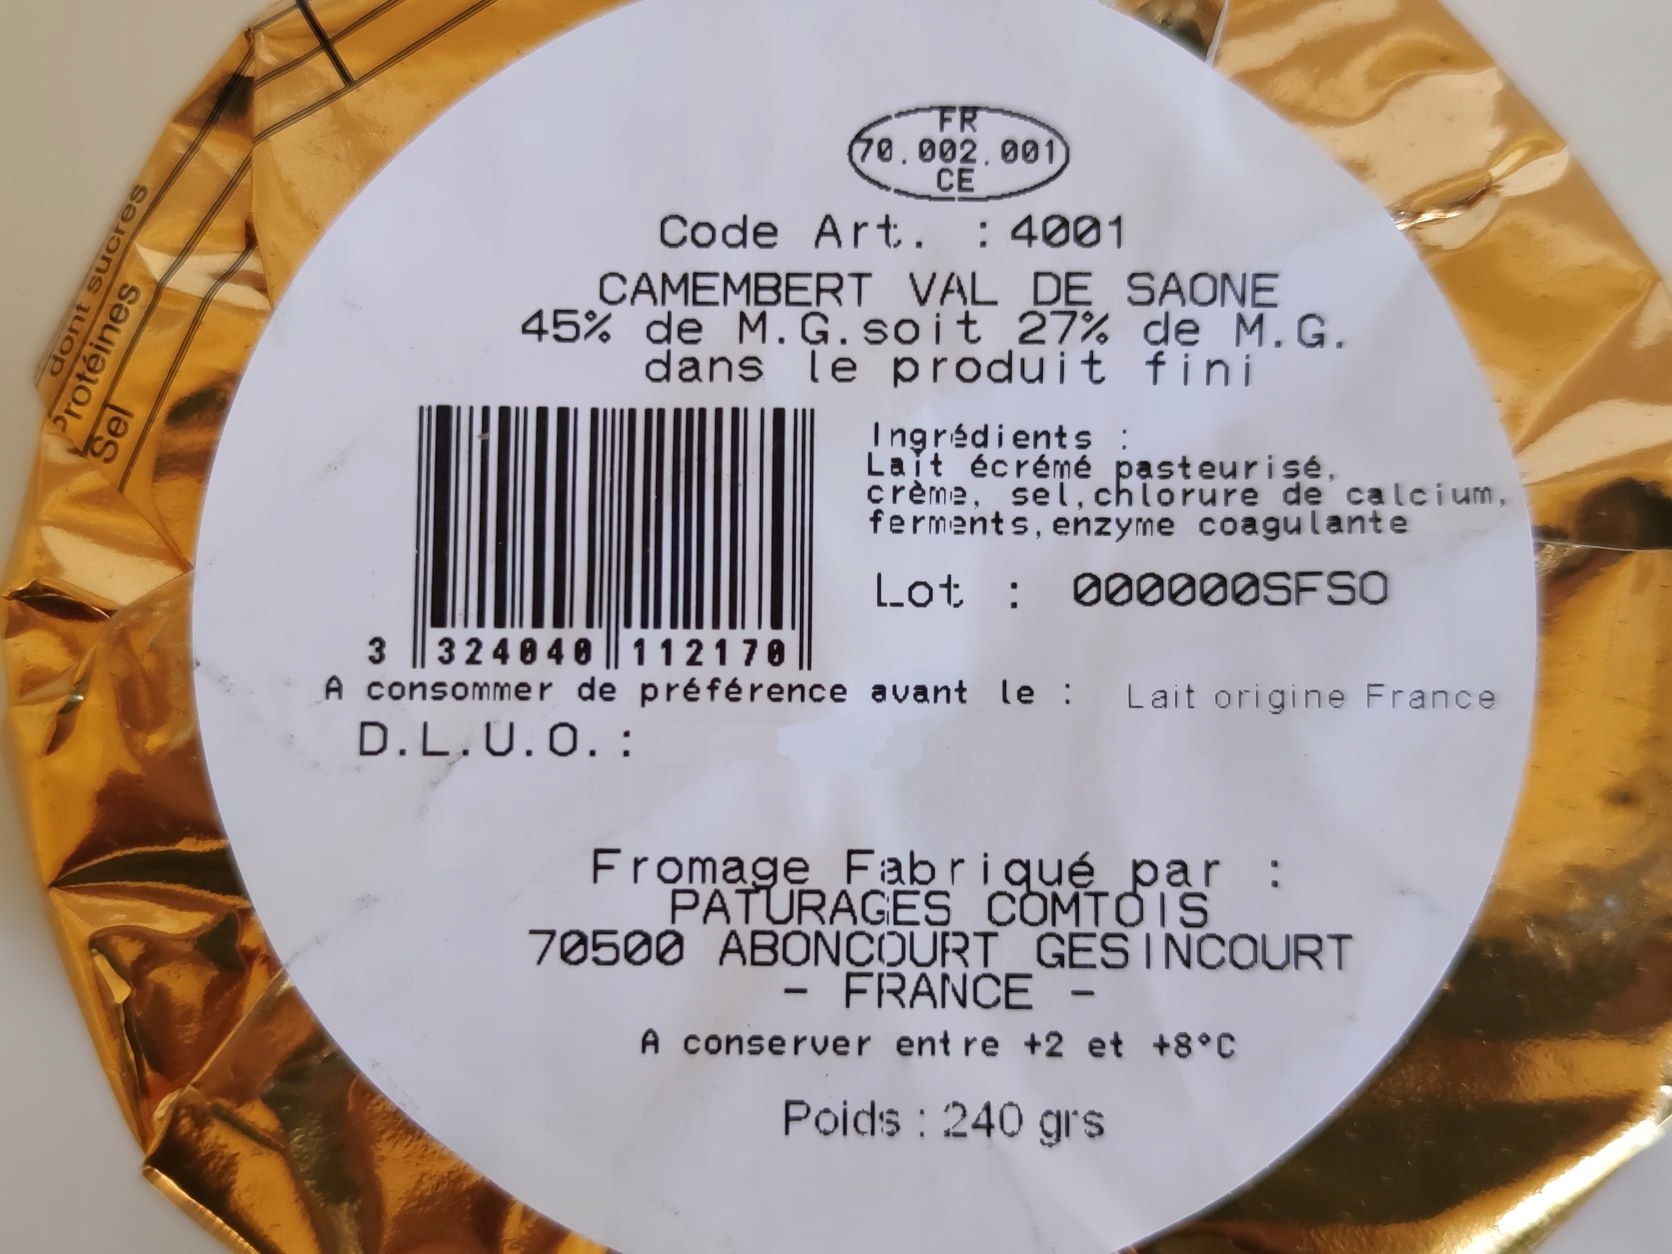 FR
70.002.001
CE
Code Art. : 4001
CAMEMBERT VAL DE SAONE
45% de M.G.soit 27% de M.G.
dans le produit fini
Ingrédients :
Lait écrémé pasteurisé,
crème, sel,chlorure de calcium,
ferments,enzyme coagulante
Lot : 000000SFSO
3 324040 112170
A consommer de préférence avant le : Lait origine France
D.L.U.O. :
Fromage Fabriqué par :
PATURAGES COMTOIS
70500 ABONCOURT GESINCOURT
- FRANCE -
A conserver entre +2 et +8°C
Poids : 240 grs
dont sucres
Protéines
Sel